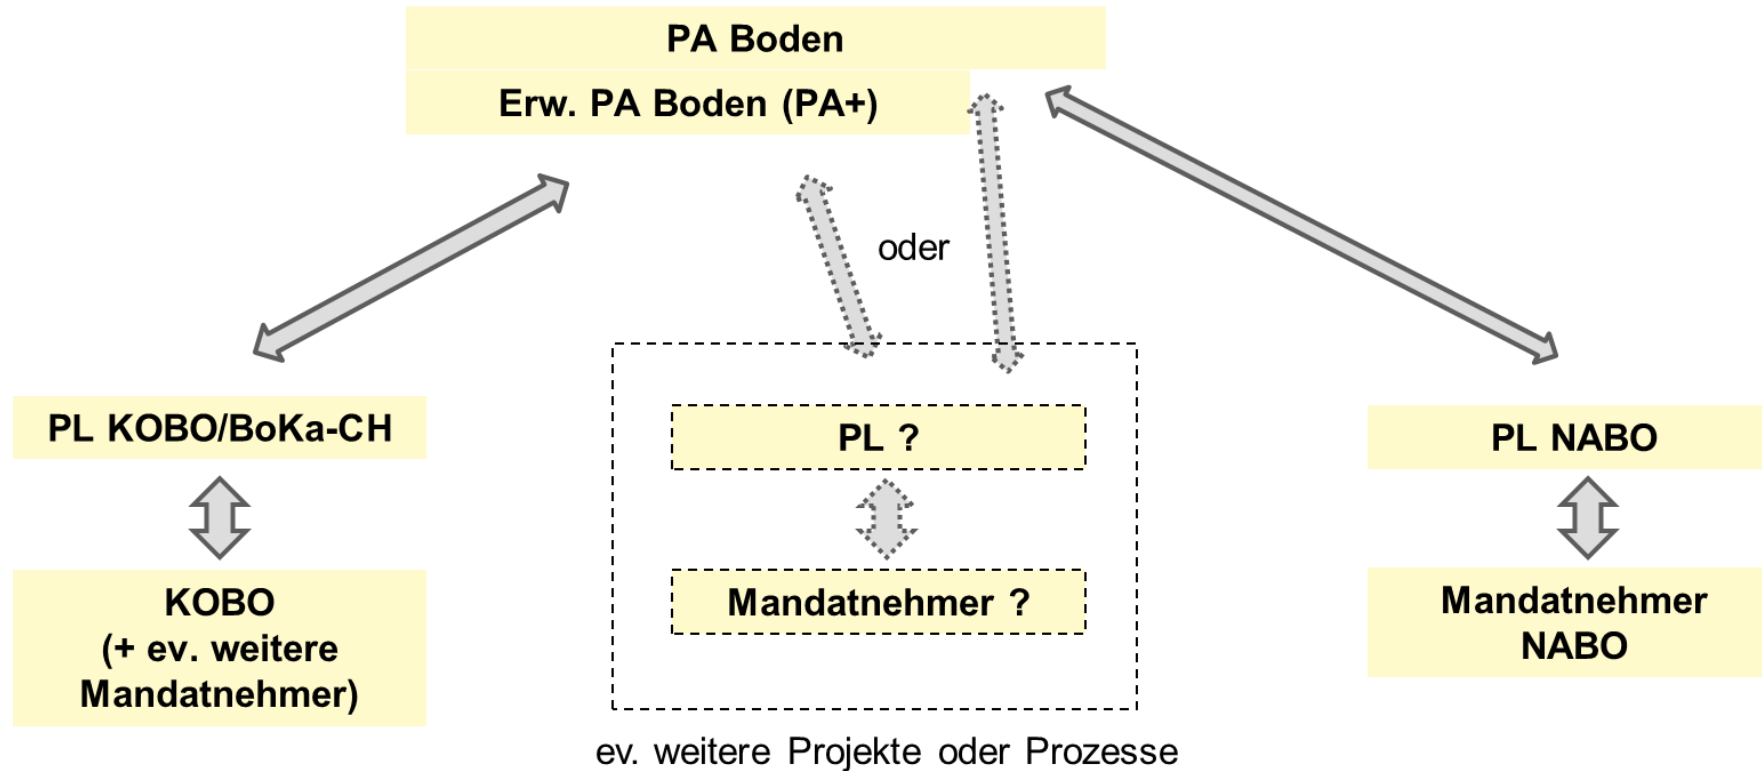 PA Boden
Erw. PA Boden (PA+)
oder
PL KOBO/BoKa-CH
PL ?
PL NABO
KOBO
(+ ev. weitere
Mandatnehmer)
Mandatnehmer ?
Mandatnehmer
NABO
ev. weitere Projekte oder Prozesse